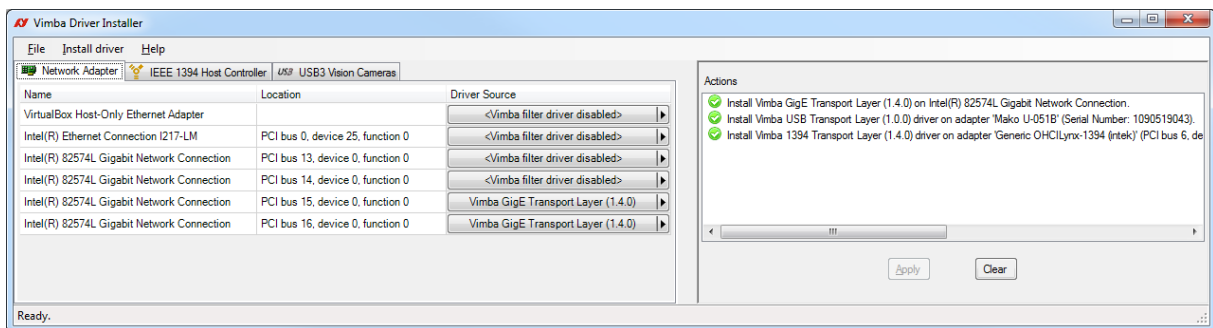 Vimba Driver Installer
File Install driver Help
Network Adapter IEEE 1394 Host Controller USB3 USB3 Vision Cameras
Name Location Driver Source
VirtualBox Host-Only Ethernet Adapter <Vimba filter driver disabled>
Intel(R) Ethernet Connection I217-LM PCI bus 0, device 25, function 0 <Vimba filter driver disabled>
Intel(R) 82574L Gigabit Network Connection PCI bus 13, device 0, function 0 <Vimba filter driver disabled>
Intel(R) 82574L Gigabit Network Connection PCI bus 14, device 0, function 0 <Vimba filter driver disabled>
Intel(R) 82574L Gigabit Network Connection PCI bus 15, device 0, function 0 Vimba GigE Transport Layer (1.4.0)
Intel(R) 82574L Gigabit Network Connection PCI bus 16, device 0, function 0 Vimba GigE Transport Layer (1.4.0)
Actions
Install Vimba GigE Transport Layer (1.4.0) on Intel(R) 82574L Gigabit Network Connection.
Install Vimba USB Transport Layer (1.0.0) driver on adapter 'Mako U-051B' (Serial Number: 1090519043).
Install Vimba 1394 Transport Layer (1.4.0) driver on adapter 'Generic OHCILynx-1394 (intek)' (PCI bus 6, de
Apply Clear
Ready.